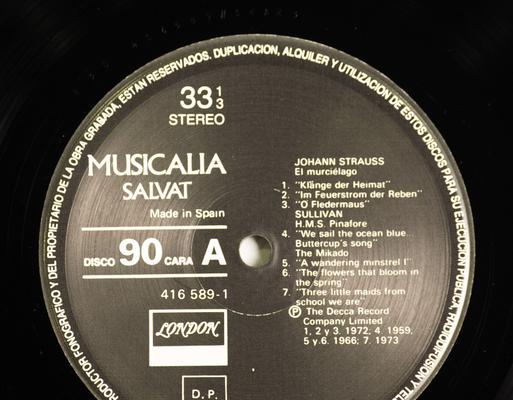 PRODUCTOR FONOGRAFICO Y DEL PROPIETARIO DE LA OBRA GRABADA, ESTAN RESERVADOS. DUPLICACION, ALQUILER Y UTILIZACION DE ESTOS DISCOS PARA SU EJECUCION PUBLICA, RADIODIFUSION Y
33 1/3
STEREO
MUSICALIA
SALVAT
Made in Spain
DISCO 90 CARA A
416 589-1
LONDON
D.P.
JOHANN STRAUSS
El murciélago
1. "Klänge der Heimat"
2. "Im Feuerstrom der Reben"
3. "O Fledermaus"
SULLIVAN
H.M.S. Pinafore
4. "We sail the ocean blue...
Buttercup's song"
The Mikado
5. "A wandering minstrel I"
6. "The flowers that bloom in
the spring"
7. "Three little maids from
school we are"
Ⓟ The Decca Record
Company Limited
1, 2 y 3. 1972, 4. 1959,
5 y 6. 1966; 7. 1973